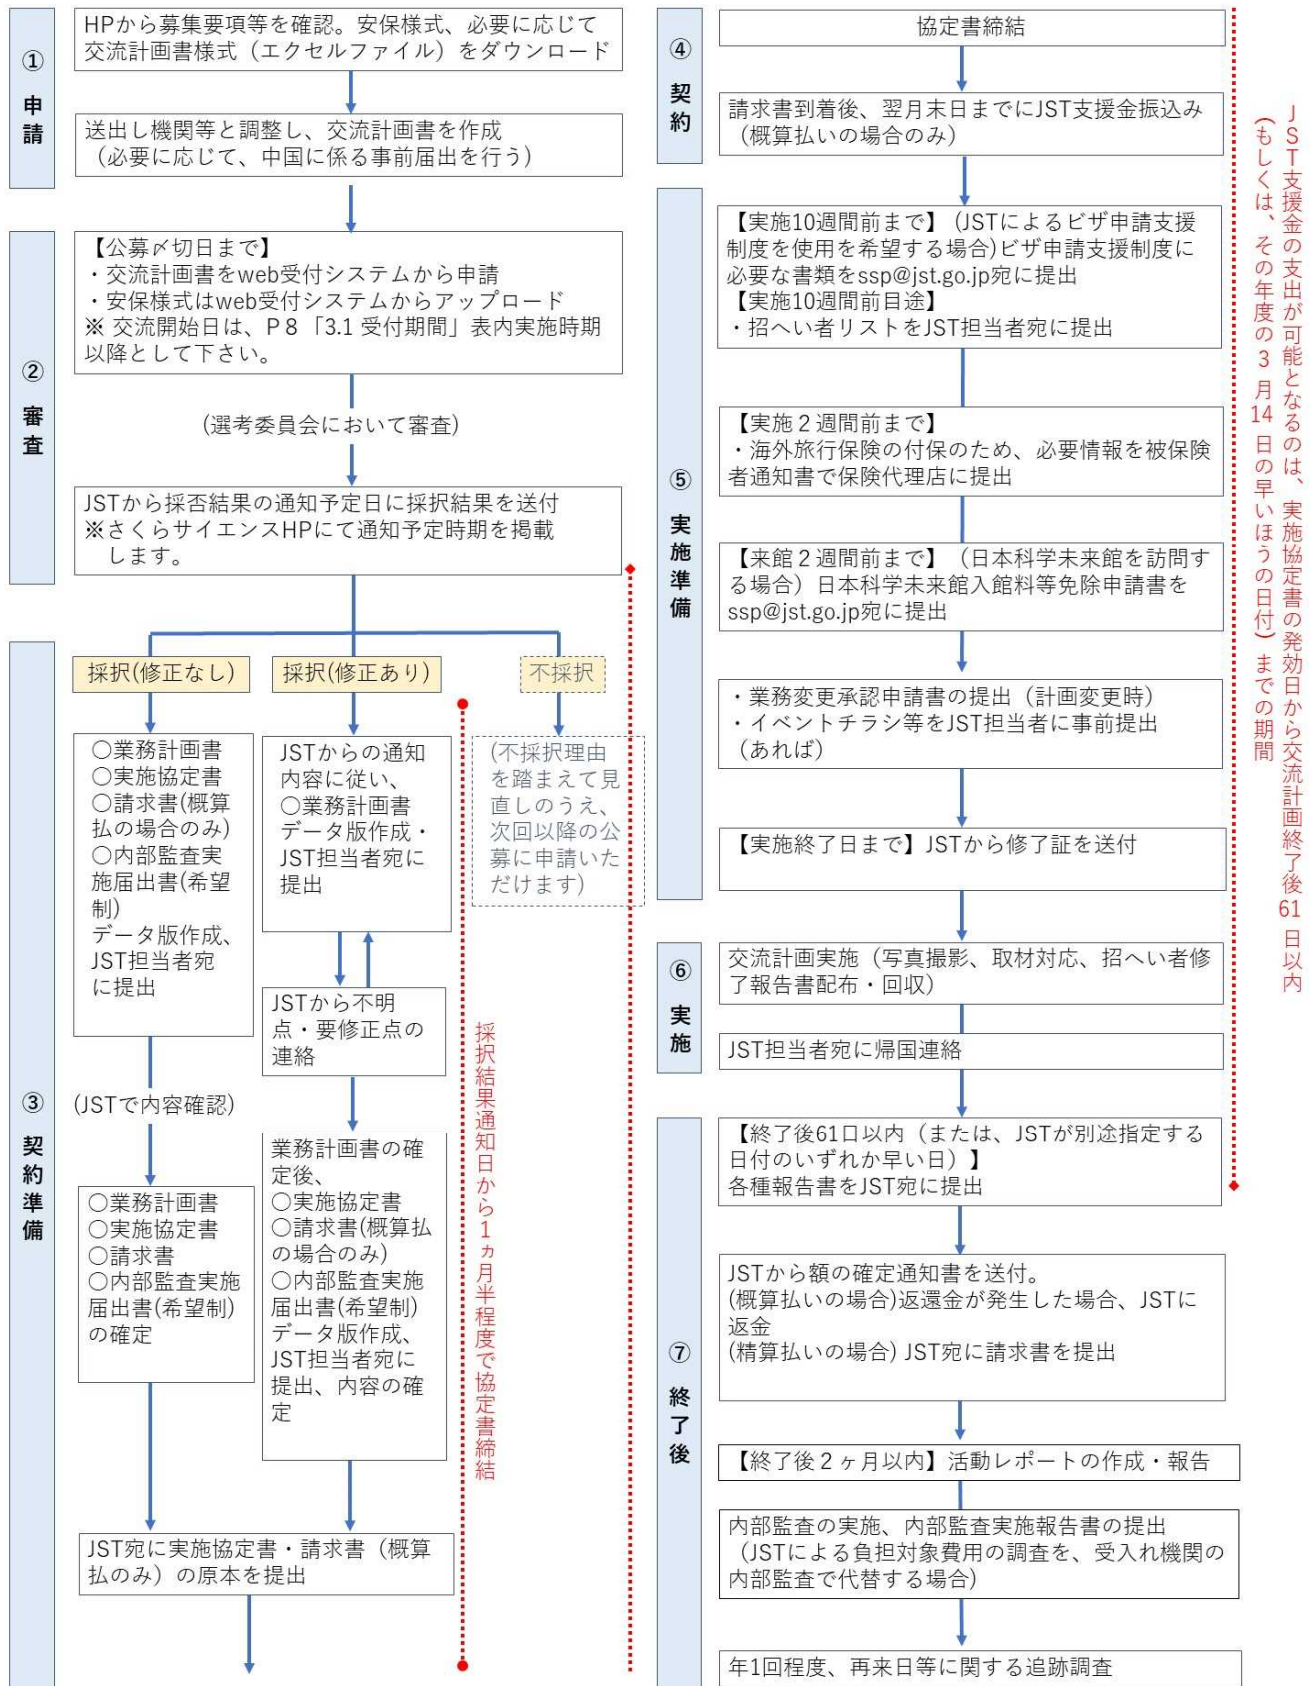 ①
申
請
HPから募集要項等を確認。安保様式、必要に応じて
交流計画書様式（エクセルファイル）をダウンロード
送出し機関等と調整し、交流計画書を作成
（必要に応じて、中国に係る事前届出を行う）
②
審
査
【公募〆切日まで】
・交流計画書をweb受付システムから申請
・安保様式はweb受付システムからアップロード
※ 交流開始日は、P８「3.1 受付期間」表内実施時期
以降として下さい。
(選考委員会において審査)
JSTから採否結果の通知予定日に採択結果を送付
※さくらサイエンスHPにて通知予定時期を掲載
します。
③
契
約
準
備
採択(修正なし)
採択(修正あり)
不採択
○業務計画書
○実施協定書
○請求書(概算
払の場合のみ)
○内部監査実
施届出書(希望
制)
データ版作成、
JST担当者宛
に提出
(JSTで内容確認)
○業務計画書
○実施協定書
○請求書
○内部監査実施
届出書(希望制)
の確定
JSTからの通知
内容に従い、
○業務計画書
データ版作成・
JST担当者宛に
提出
JSTから不明
点・要修正点の
連絡
業務計画書の確
定後、
○実施協定書
○請求書(概算払
の場合のみ)
○内部監査実施
届出書(希望制)
データ版作成、
JST担当者宛に
提出、内容の確
定
(不採択理由
を踏まえて見
直しのうえ、
次回以降の公
募に申請いた
だけます)
採択結果通知日から１ヵ月半程度で協定書締結
JST宛に実施協定書・請求書（概算
払のみ）の原本を提出
④
契
約
協定書締結
請求書到着後、翌月末日までにJST支援金振込み
（概算払いの場合のみ）
⑤
実
施
準
備
【実施10週間前まで】 (JSTによるビザ申請支援
制度を使用を希望する場合)ビザ申請支援制度に
必要な書類をssp@jst.go.jp宛に提出
【実施10週間前目途】
・招へい者リストをJST担当者宛に提出
【実施２週間前まで】
・海外旅行保険の付保のため、必要情報を被保険
者通知書で保険代理店に提出
【来館２週間前まで】（日本科学未来館を訪問す
る場合）日本科学未来館入館料等免除申請書を
ssp@jst.go.jp宛に提出
・業務変更承認申請書の提出（計画変更時）
・イベントチラシ等をJST担当者に事前提出
（あれば）
【実施終了日まで】JSTから修了証を送付
⑥
実
施
交流計画実施（写真撮影、取材対応、招へい者修
了報告書配布・回収）
JST担当者宛に帰国連絡
⑦
終
了
後
【終了後61口以内（または、JSTが別途指定する
日付のいずれか早い日）】
各種報告書をJST宛に提出
JSTから額の確定通知書を送付。
(概算払いの場合)返還金が発生した場合、JSTに
返金
(精算払いの場合) JST宛に請求書を提出
【終了後２ヶ月以内】活動レポートの作成・報告
内部監査の実施、内部監査実施報告書の提出
（JSTによる負担対象費用の調査を、受入れ機関の
内部監査で代替する場合）
年1回程度、再来日等に関する追跡調査
ＪＳＴ支援金の支出が可能となるのは、実施協定書の発効日から交流計画終了後61日以内
（もしくは、その年度の３月14日の早いほうの日付）までの期間